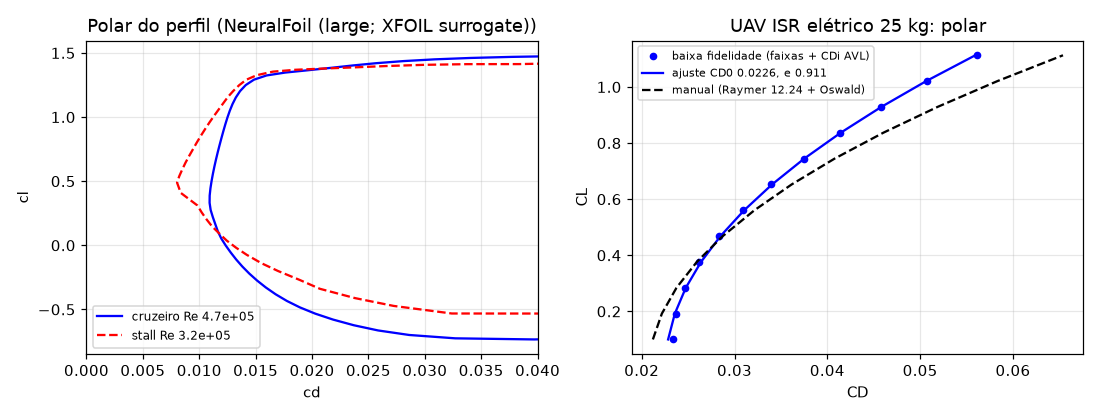 Polar do perfil (NeuralFoil (large; XFOIL surrogate))
1.5
1.0
0.5
0.0
−0.5
cl
cruzeiro Re 4.7e+05
stall Re 3.2e+05
0.000 0.005 0.010 0.015 0.020 0.025 0.030 0.035 0.040
cd
UAV ISR elétrico 25 kg: polar
baixa fidelidade (faixas + CDi AVL)
ajuste CD0 0.0226, e 0.911
manual (Raymer 12.24 + Oswald)
1.0
0.8
0.6
0.4
0.2
CL
0.02 0.03 0.04 0.05 0.06
CD